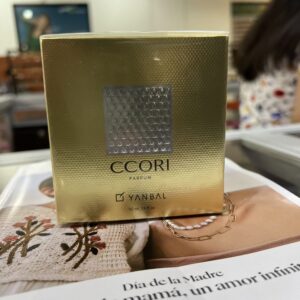 CCORI
PARFUM
YANBAL
Día de la Madre
mamá, un amor infinit